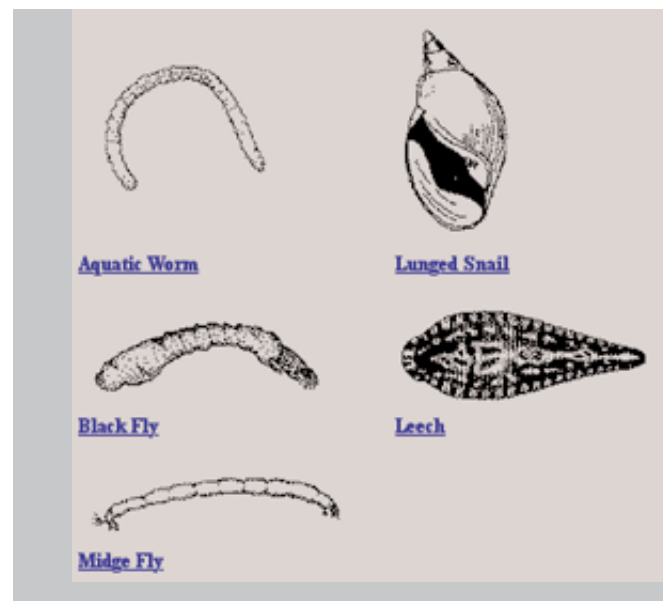 Aquatic Worm
Lunged Snail
Black Fly
Leech
Midge Fly